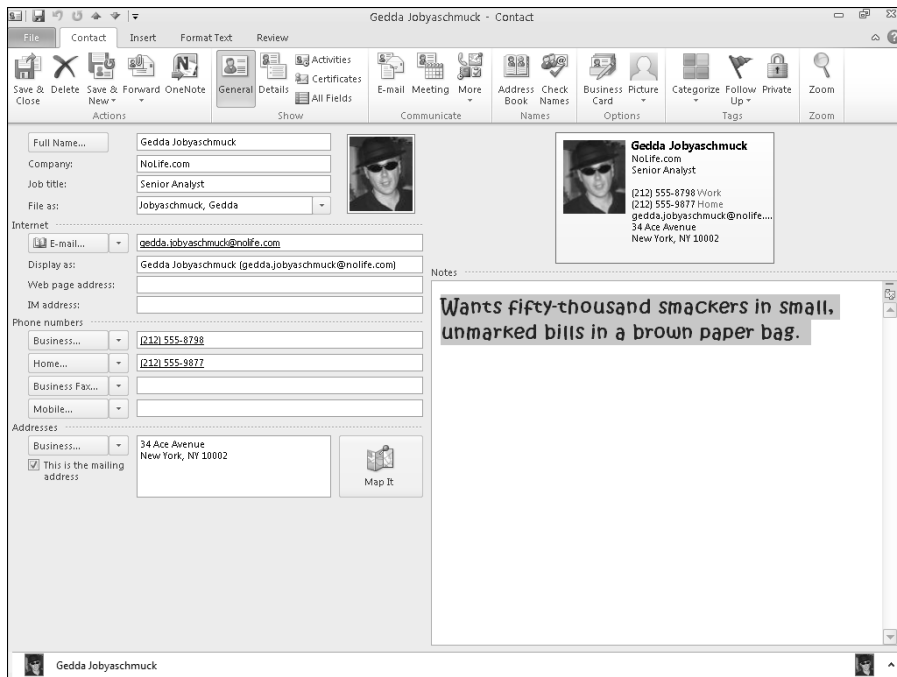 Gedda Jobyaschmuck - Contact
File Contact Insert Format Text Review
Save & Close
Delete
Save & New
Forward
OneNote
Actions
General
Details
Activities
Certificates
All Fields
Show
E-mail
Meeting
More
Communicate
Address Book
Check Names
Names
Business Card
Picture
Options
Categorize
Follow Up
Private
Tags
Zoom
Zoom
Full Name... Gedda Jobyaschmuck
Company: NoLife.com
Job title: Senior Analyst
File as: Jobyaschmuck, Gedda
Internet
E-mail... gedda.jobyaschmuck@nolife.com
Display as: Gedda Jobyaschmuck (gedda.jobyaschmuck@nolife.com)
Web page address:
IM address:
Phone numbers
Business... (212) 555-8798
Home... (212) 555-9877
Business Fax...
Mobile...
Addresses
Business... 34 Ace Avenue
New York, NY 10002
This is the mailing
address
Map It
Gedda Jobyaschmuck
NoLife.com
Senior Analyst
(212) 555-8798 Work
(212) 555-9877 Home
gedda.jobyaschmuck@nolife....
34 Ace Avenue
New York, NY 10002
Notes
Wants fifty-thousand smackers in small,
unmarked bills in a brown paper bag.
Gedda Jobyaschmuck